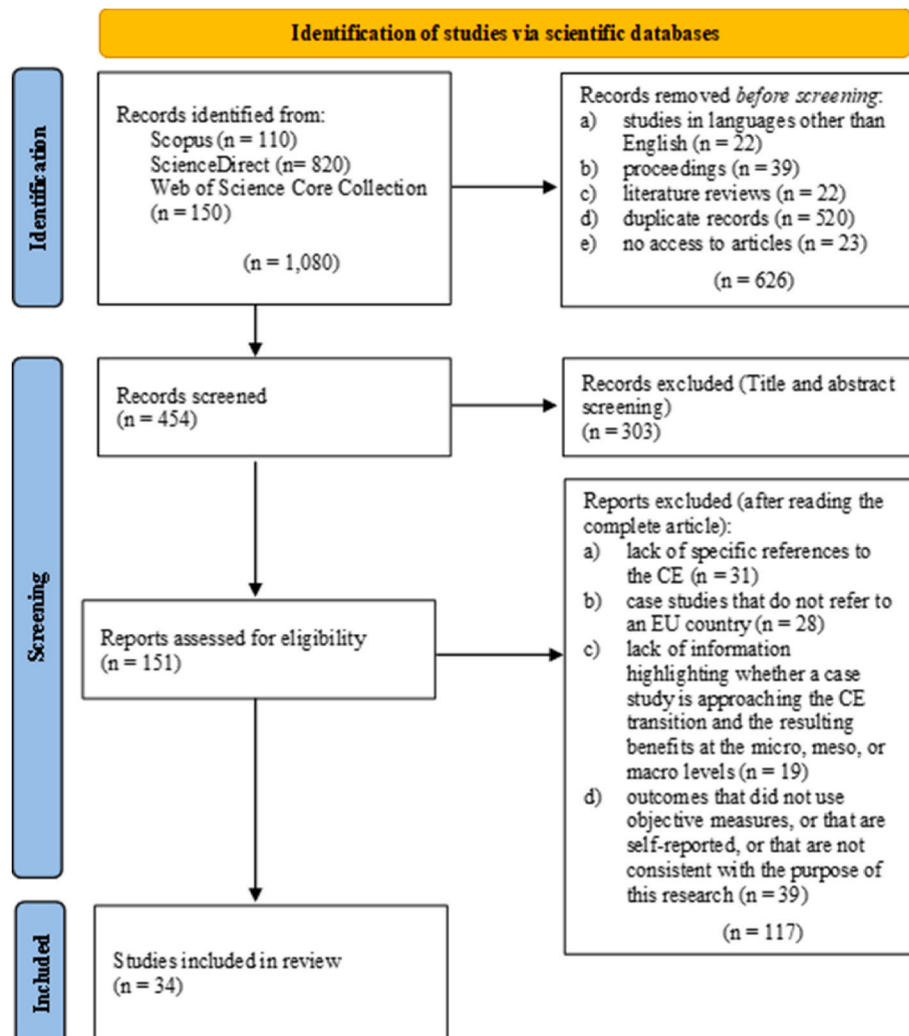 Identification of studies via scientific databases
Identification
Records identified from:
Scopus (n = 110)
ScienceDirect (n= 820)
Web of Science Core Collection
(n = 150)
(n = 1,080)
Records removed before screening:
a) studies in languages other than
English (n = 22)
b) proceedings (n = 39)
c) literature reviews (n = 22)
d) duplicate records (n = 520)
e) no access to articles (n = 23)
(n = 626)
Screening
Records screened
(n = 454)
Records excluded (Title and abstract
screening)
(n = 303)
Reports assessed for eligibility
(n = 151)
Reports excluded (after reading the
complete article):
a) lack of specific references to
the CE (n = 31)
b) case studies that do not refer to
an EU country (n = 28)
c) lack of information
highlighting whether a case
study is approaching the CE
transition and the resulting
benefits at the micro, meso, or
macro levels (n = 19)
d) outcomes that did not use
objective measures, or that are
self-reported, or that are not
consistent with the purpose of
this research (n = 39)
(n = 117)
Included
Studies included in review
(n = 34)